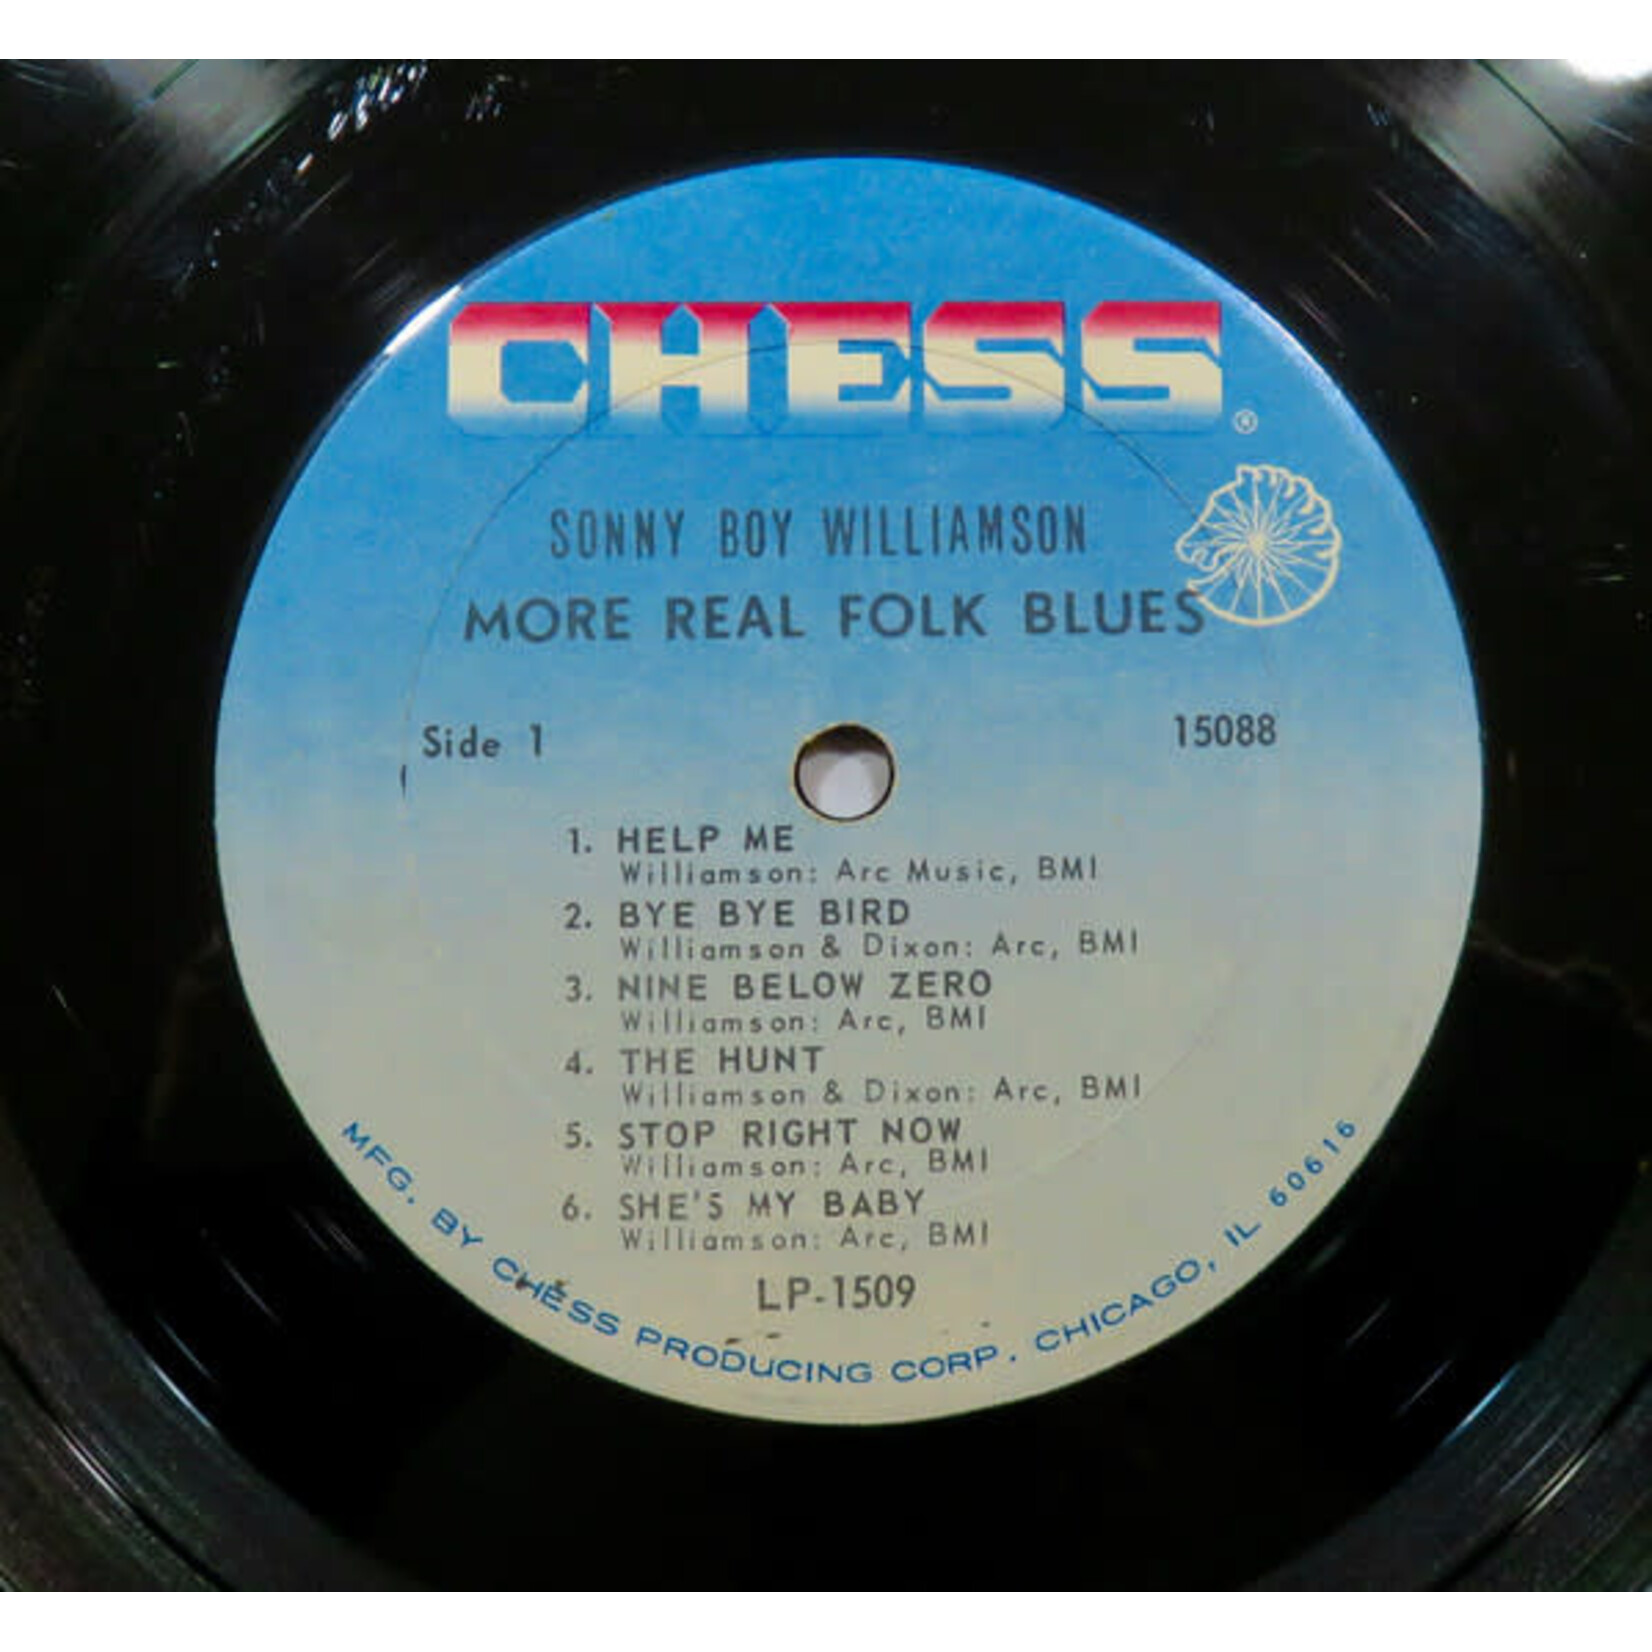 CHESS
®
SONNY BOY WILLIAMSON
MORE REAL FOLK BLUES
Side 1
15088
1. HELP ME
Williamson: Arc Music, BMI
2. BYE BYE BIRD
Williamson & Dixon: Arc, BMI
3. NINE BELOW ZERO
Williamson: Arc, BMI
4. THE HUNT
Williamson & Dixon: Arc, BMI
5. STOP RIGHT NOW
Williamson: Arc, BMI
6. SHE'S MY BABY
Williamson: Arc, BMI
LP-1509
MFG. BY CHESS PRODUCING CORP. CHICAGO, IL 60616